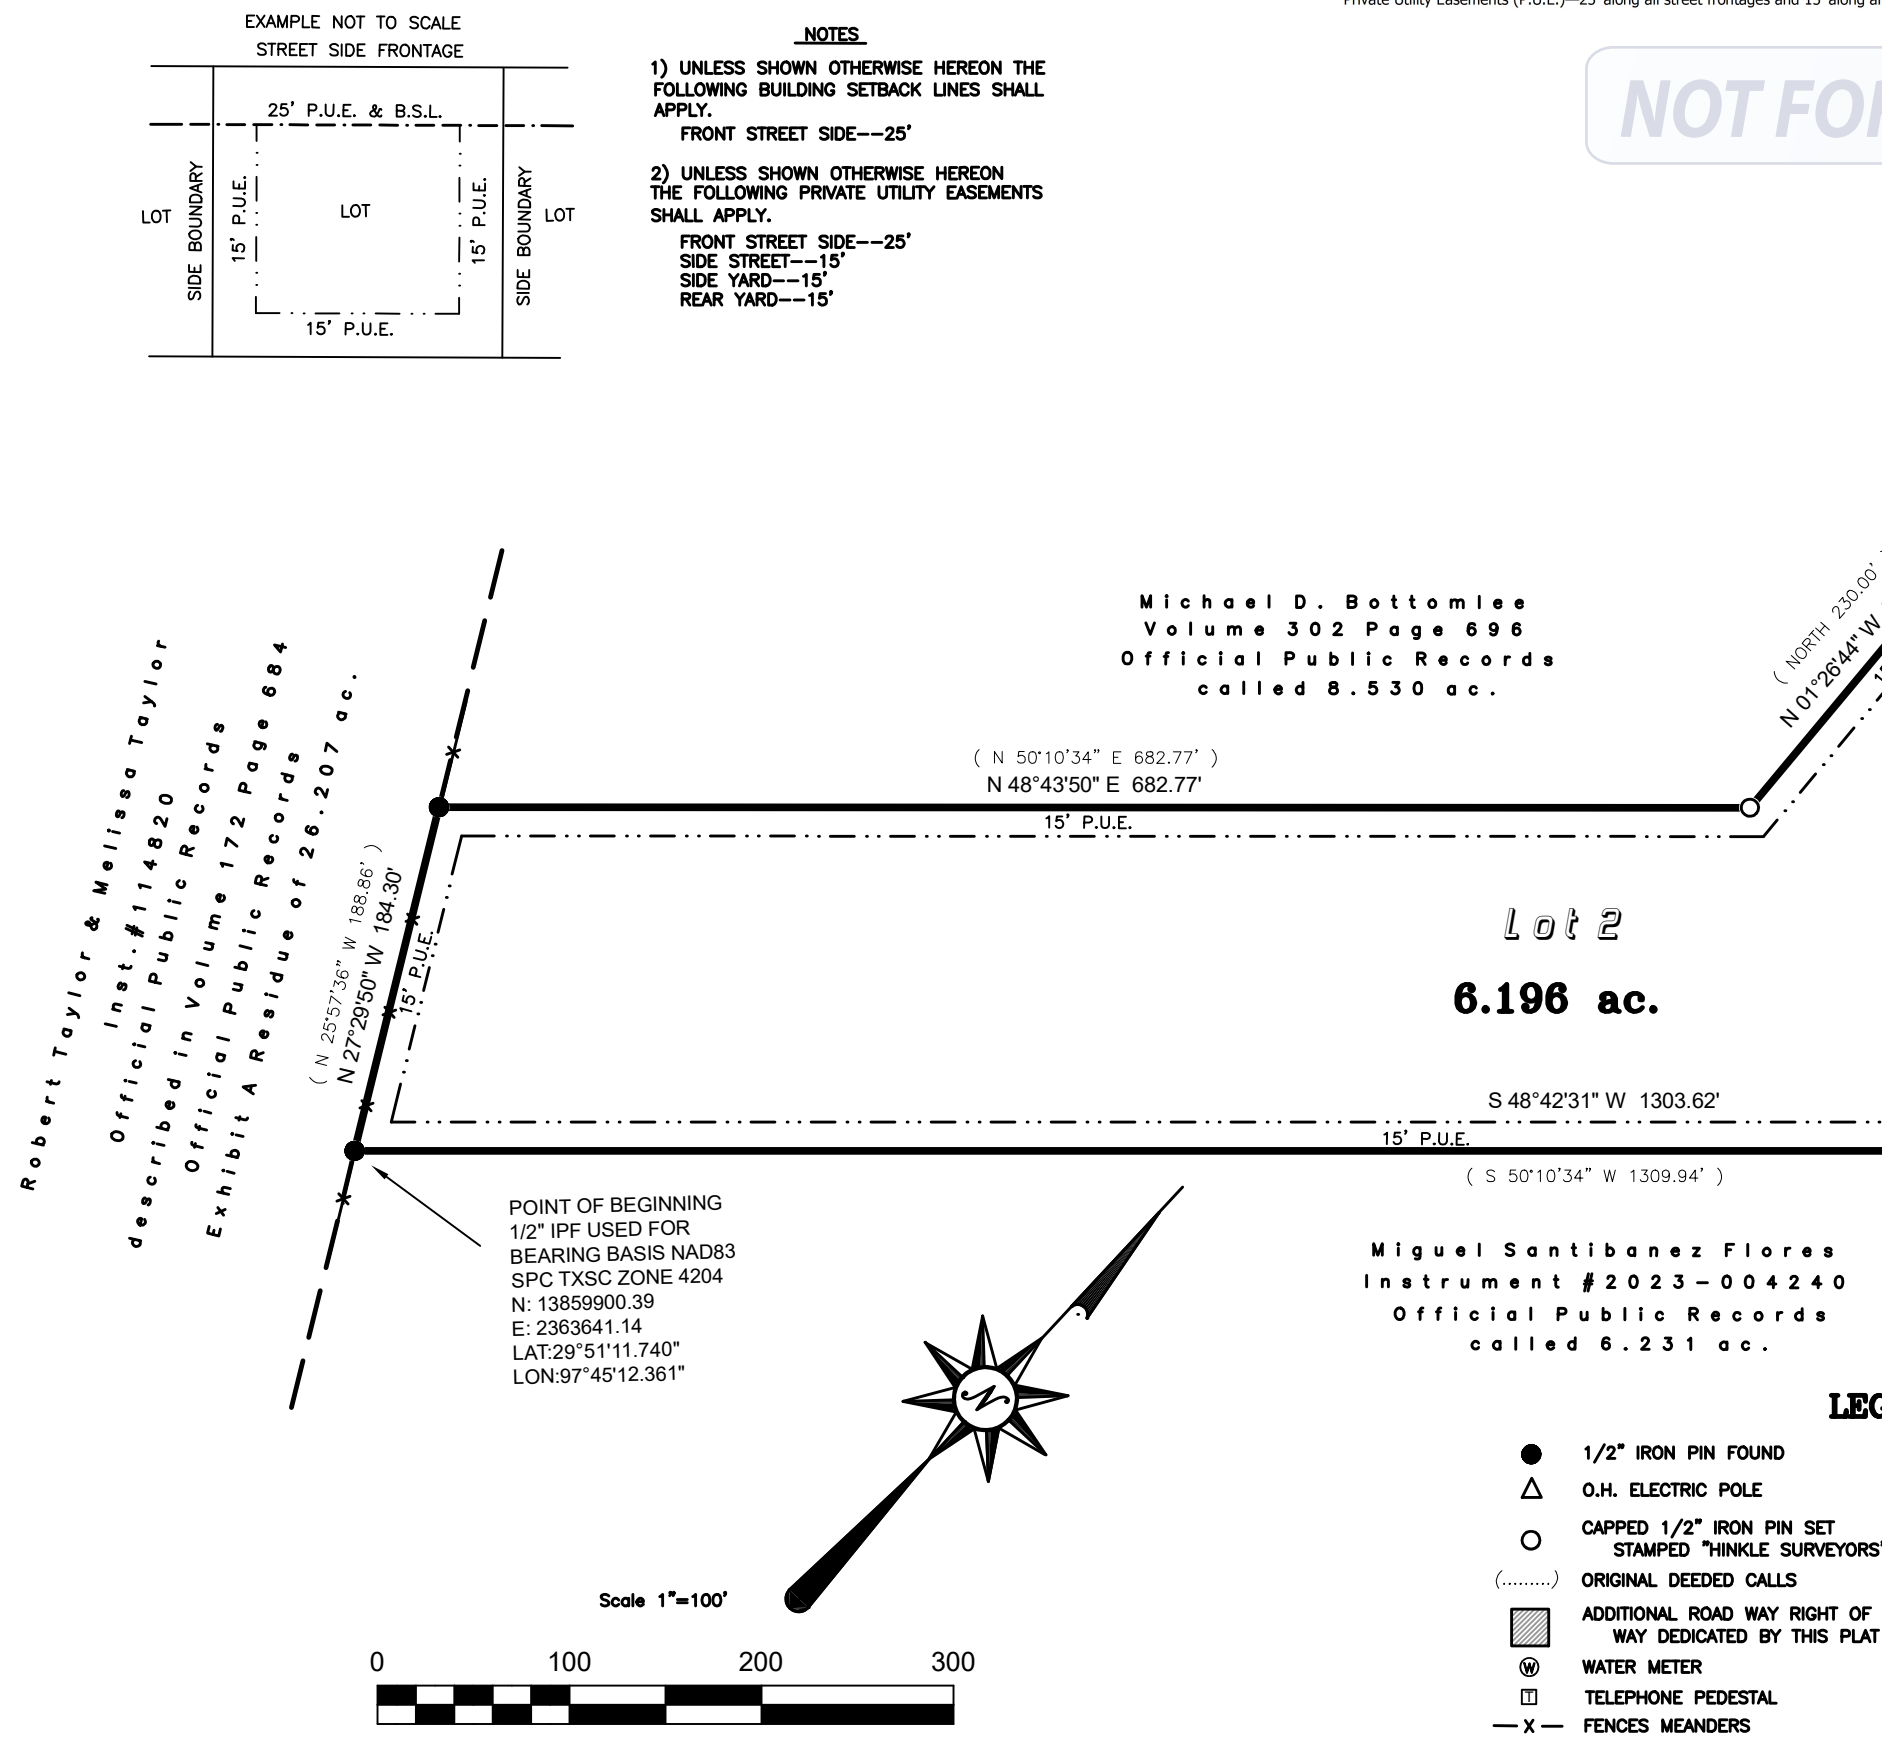 Private Utility Easements (P.U.E.)—25' along all street frontages and 15' along
NOT
EXAMPLE NOT TO SCALE
STREET SIDE FRONTAGE
25' P.U.E. & B.S.L.
LOT
SIDE BOUNDARY
15' P.U.E.
LOT
15' P.U.E.
SIDE BOUNDARY
LOT
15' P.U.E.
NOTES
1) UNLESS SHOWN OTHERWISE HEREON THE
FOLLOWING BUILDING SETBACK LINES SHALL
APPLY.
FRONT STREET SIDE--25'
2) UNLESS SHOWN OTHERWISE HEREON
THE FOLLOWING PRIVATE UTILITY EASEMENTS
SHALL APPLY.
FRONT STREET SIDE--25'
SIDE STREET--15'
SIDE YARD--15'
REAR YARD--15'
Robert Taylor & Melissa Taylor
Inst.#114820
Official Public Records
described in Volume 172 Page 684
Official Public Records
Exhibit A Residue of 26.207 ac.
( N 25°57'36" W 188.86' )
N 27°29'50" W 184.30'
15' P.U.E.
Michael D. Bottomlee
Volume 302 Page 696
Official Public Records
called 8.530 ac.
( N 50°10'34" E 682.77' )
N 48°43'50" E 682.77'
15' P.U.E.
( NORTH 230.00'
N 01°26'44" W
Lot 2
6.196 ac.
S 48°42'31" W 1303.62'
15' P.U.E.
( S 50°10'34" W 1309.94' )
POINT OF BEGINNING
1/2" IPF USED FOR
BEARING BASIS NAD83
SPC TXSC ZONE 4204
N: 13859900.39
E: 2363641.14
LAT:29°51'11.740"
LON:97°45'12.361"
Miguel Santibanez Flores
Instrument #2023-004240
Official Public Records
called 6.231 ac.
N
Scale 1"=100'
0 100 200 300
1/2" IRON PIN FOUND
O.H. ELECTRIC POLE
CAPPED 1/2" IRON PIN SET
STAMPED "HINKLE SURVEYORS"
(.........) ORIGINAL DEEDED CALLS
ADDITIONAL ROAD WAY RIGHT OF
WAY DEDICATED BY THIS PLAT
W WATER METER
T TELEPHONE PEDESTAL
—X— FENCES MEANDERS